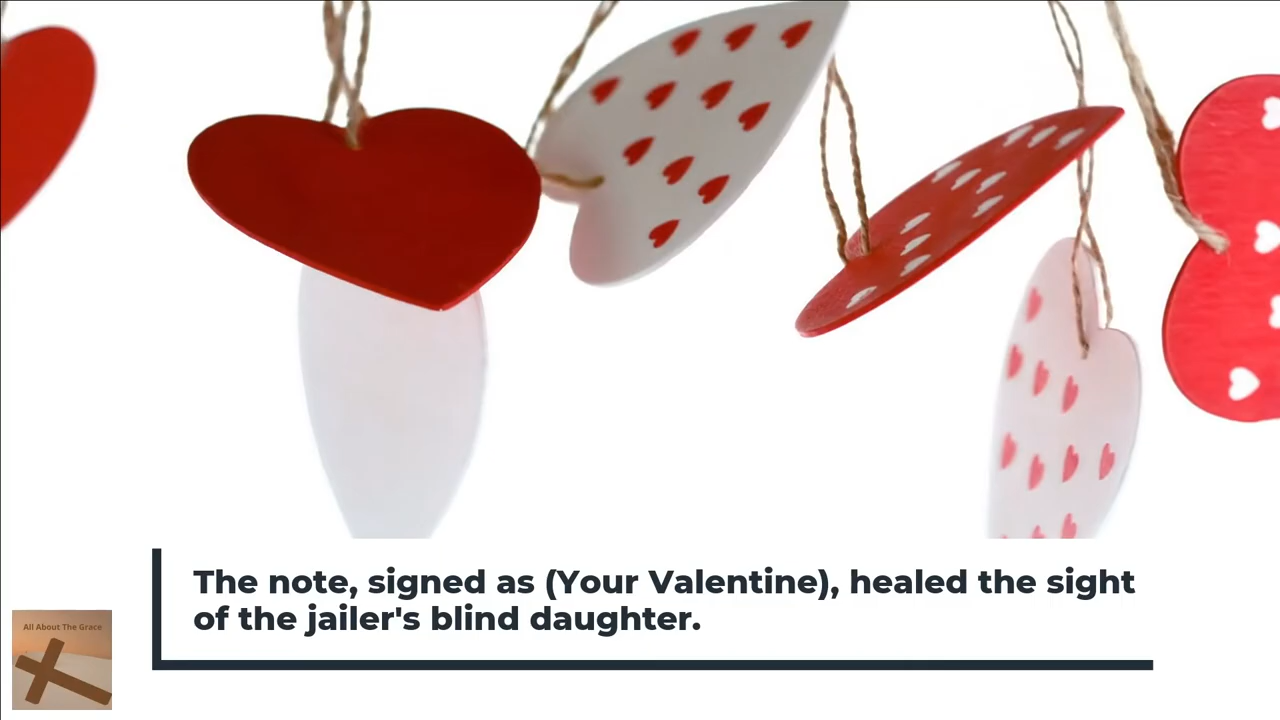 The note, signed as (Your Valentine), healed the sight
of the jailer's blind daughter.
All About The Grace